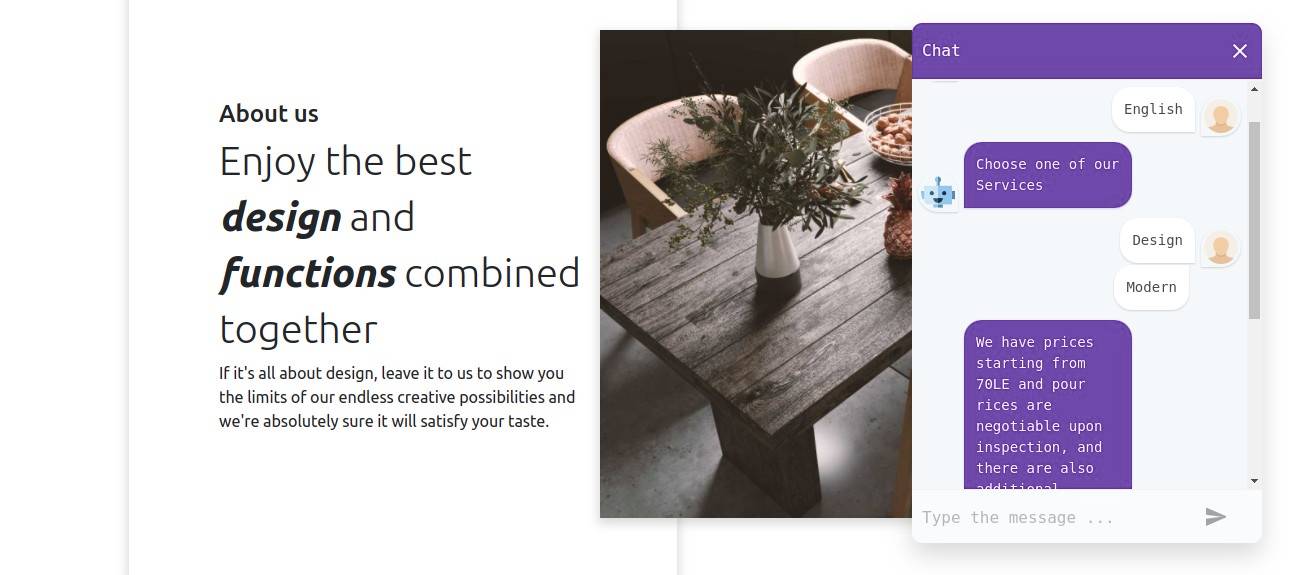 About us
Enjoy the best
design and
functions combined
together
If it's all about design, leave it to us to show you
the limits of our endless creative possibilities and
we're absolutely sure it will satisfy your taste.
Chat
English
Choose one of our
Services
Design
Modern
We have prices
starting from
70LE and pour
rices are
negotiable upon
inspection, and
there are also
additional
Type the message ...